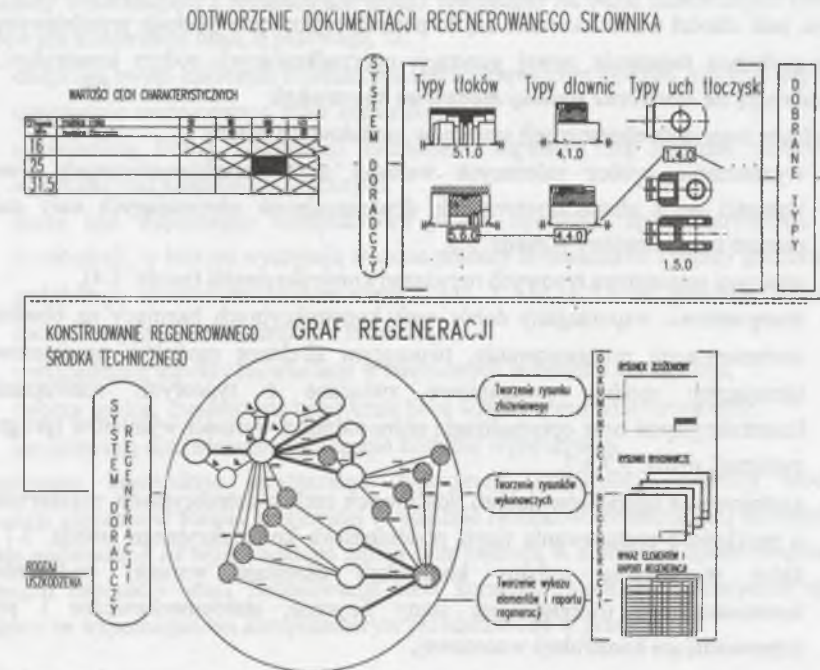 ODTWORZENIE DOKUMENTACJI REGENEROWANEGO SIŁOWNIKA
WARTOŚCI CECH CHARAKTERYSTYCZNYCH
16
25
31.5
SYSTEM DORADCZY
Typy tłoków
Typy dławnic
Typy uch tłoczysk
5.1.0
4.1.0
1.4.0
5.6.0
4.4.0
1.5.0
DOBRANE TYPY
KONSTRUOWANIE REGENEROWANEGO
ŚRODKA TECHNICZNEGO
GRAF REGENERACJI
SYSTEM DORADCZY
REGENERACJI
RODZAJ
USZKODZENIA
Tworzenie rysunku
złożeniowego
Tworzenie rysunków
wykonawczych
Tworzenie wykazu
elementów i raportu
regeneracji
DOKUMENTACJA REGENERACJI
RYSUNEK ZŁOŻENIOWY
RYSUNKI WYKONAWCZE
WYKAZ ELEMENTÓW I
RAPORT REGENERACJI